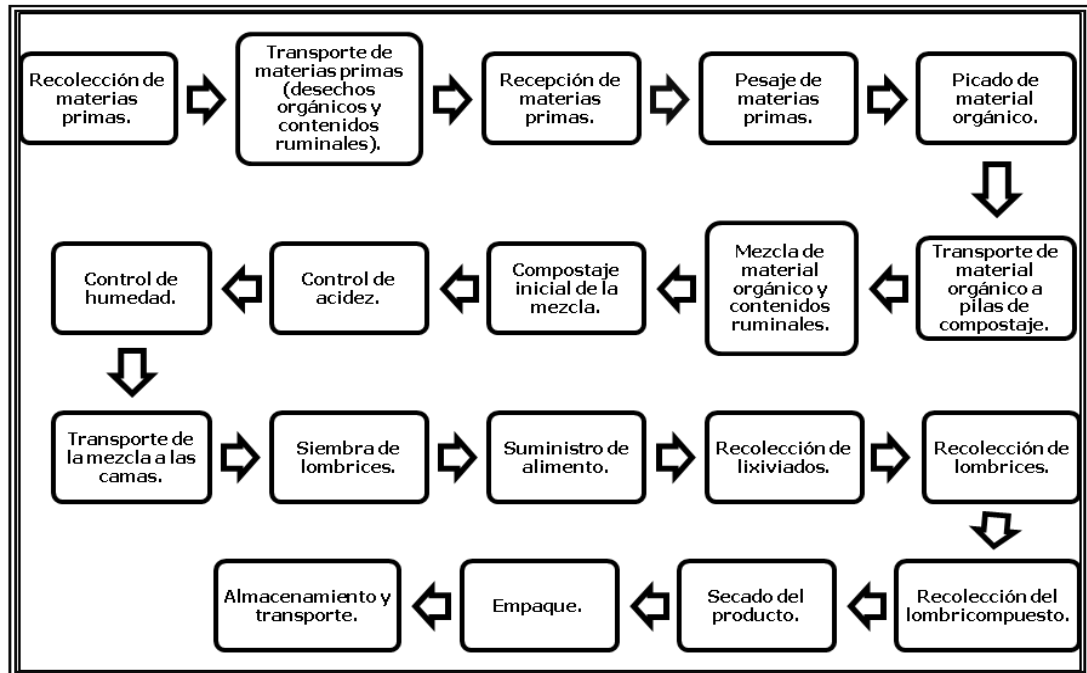 Recolección de
materias
primas.
Transporte de
materias primas
(desechos
orgánicos y
contenidos
ruminales).
Recepción de
materias
primas.
Pesaje de
materias
primas.
Picado de
material
orgánico.
Transporte de
material
orgánico a
pilas de
compostaje.
Mezcla de
material
orgánico y
contenidos
ruminales.
Compostaje
inicial de la
mezcla.
Control de
acidez.
Control de
humedad.
Transporte de
la mezcla a las
camas.
Siembra de
lombrices.
Suministro de
alimento.
Recolección de
lixiviados.
Recolección de
lombrices.
Recolección del
lombricompuesto.
Secado del
producto.
Empaque.
Almacenamiento y
transporte.